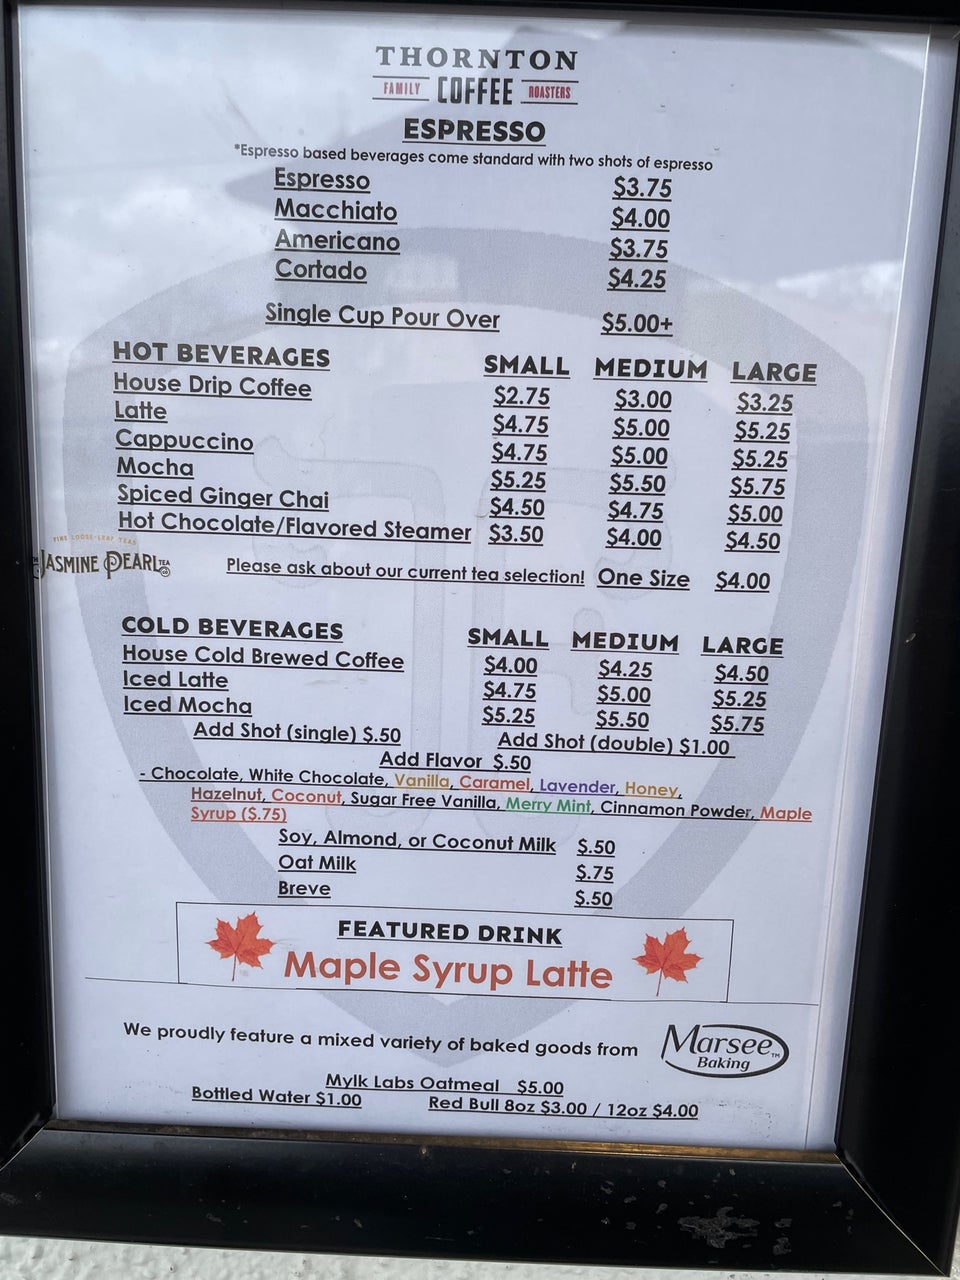 THORNTON
FAMILY COFFEE ROASTERS
ESPRESSO
*Espresso based beverages come standard with two shots of espresso
Espresso $3.75
Macchiato $4.00
Americano $3.75
Cortado $4.25
Single Cup Pour Over $5.00+
HOT BEVERAGES SMALL MEDIUM LARGE
House Drip Coffee $2.75 $3.00 $3.25
Latte $4.75 $5.00 $5.25
Cappuccino $4.75 $5.00 $5.25
Mocha $5.25 $5.50 $5.75
Spiced Ginger Chai $4.50 $4.75 $5.00
Hot Chocolate/Flavored Steamer $3.50 $4.00 $4.50
FINE LOOSE-LEAF TEAS
JASMINE PEARL TEA CO Please ask about our current tea selection! One Size $4.00
COLD BEVERAGES SMALL MEDIUM LARGE
House Cold Brewed Coffee $4.00 $4.25 $4.50
Iced Latte $4.75 $5.00 $5.25
Iced Mocha $5.25 $5.50 $5.75
Add Shot (single) $.50 Add Shot (double) $1.00
Add Flavor $.50
- Chocolate, White Chocolate, Vanilla, Caramel, Lavender, Honey,
Hazelnut, Coconut, Sugar Free Vanilla, Merry Mint, Cinnamon Powder, Maple
Syrup ($.75)
Soy, Almond, or Coconut Milk $.50
Oat Milk $.75
Breve $.50
FEATURED DRINK
Maple Syrup Latte
We proudly feature a mixed variety of baked goods from Marsee™ Baking
Mylk Labs Oatmeal $5.00
Bottled Water $1.00 Red Bull 8oz $3.00 / 12oz $4.00